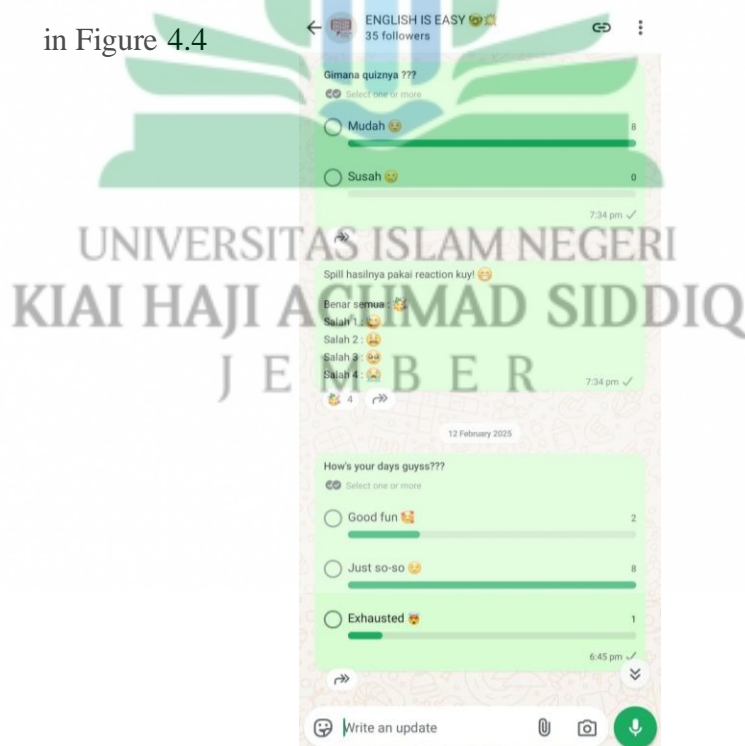 in Figure 4.4
ENGLISH IS EASY
35 followers
Gimana quiznya ???
Select one or more
Mudah 8
Susah 0
7:34 pm
UNIVERSITAS ISLAM NEGERI
KIAI HAJI ACHMAD SIDDIQ
JEMBER
Spill hasilnya pakai reaction kuy!
Benar semua :
Salah 1 :
Salah 2 :
Salah 3 :
Salah 4 :
7:34 pm
4
12 February 2025
How's your days guyss???
Select one or more
Good fun 2
Just so-so 8
Exhausted 1
6:45 pm
Write an update